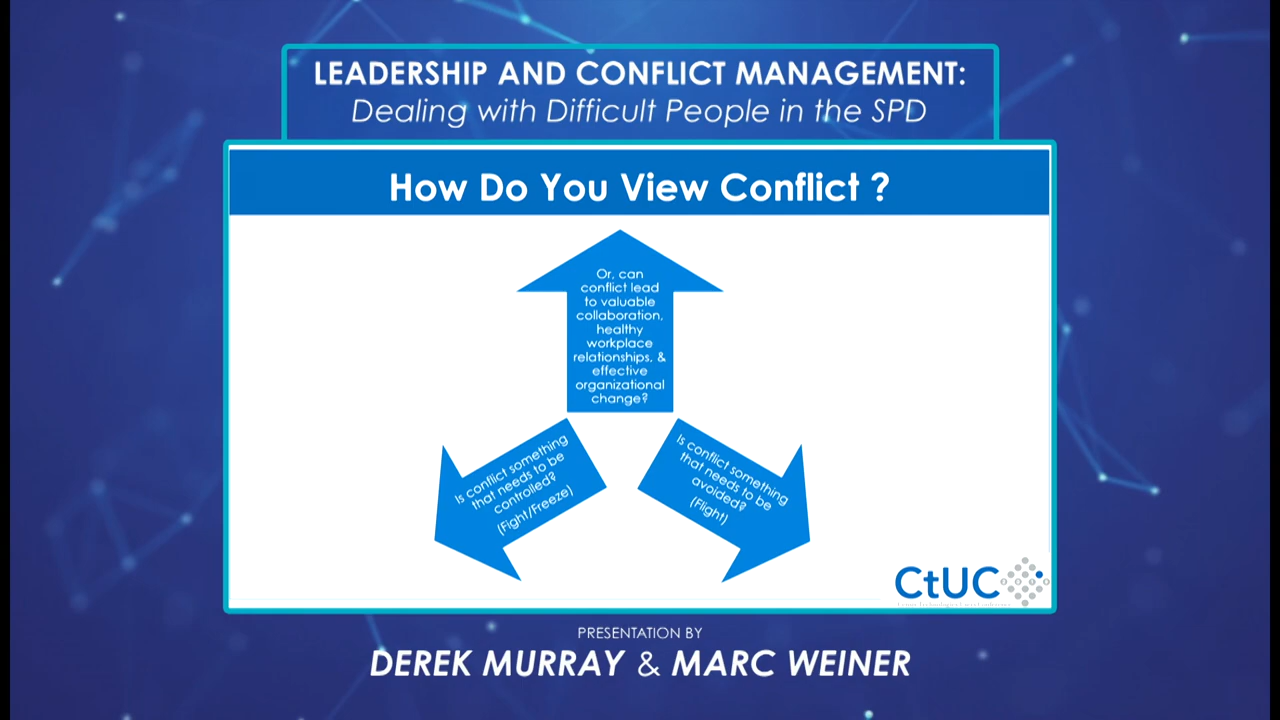 LEADERSHIP AND CONFLICT MANAGEMENT:
Dealing with Difficult People in the SPD
How Do You View Conflict ?
Or, can
conflict lead
to valuable
collaboration,
healthy
workplace
relationships, &
effective
organizational
change?
Is conflict something
that needs to be
controlled?
(Fight/Freeze)
Is conflict something
that needs to be
avoided?
(Flight)
CtUC
PRESENTATION BY
DEREK MURRAY & MARC WEINER